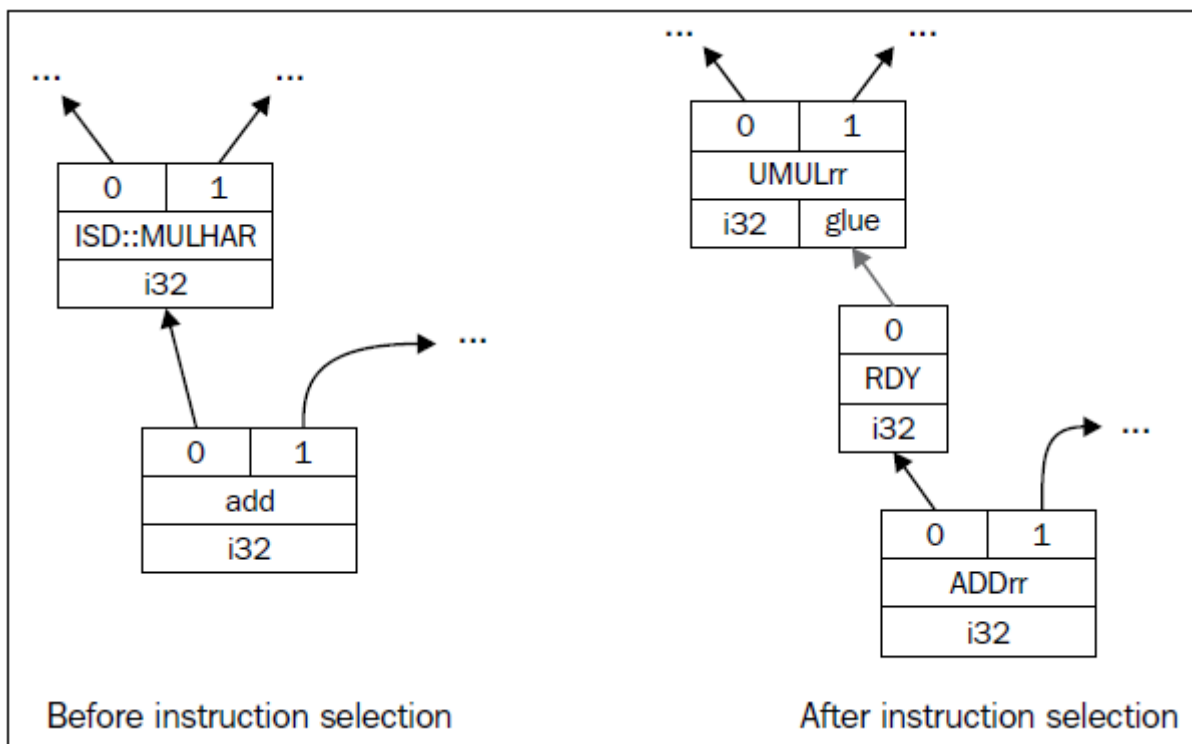 ... ...
0 1
ISD::MULHAR
i32
...
0 1
add
i32
Before instruction selection
... ...
0 1
UMULrr
i32 glue
0
RDY
i32
...
0 1
ADDrr
i32
After instruction selection